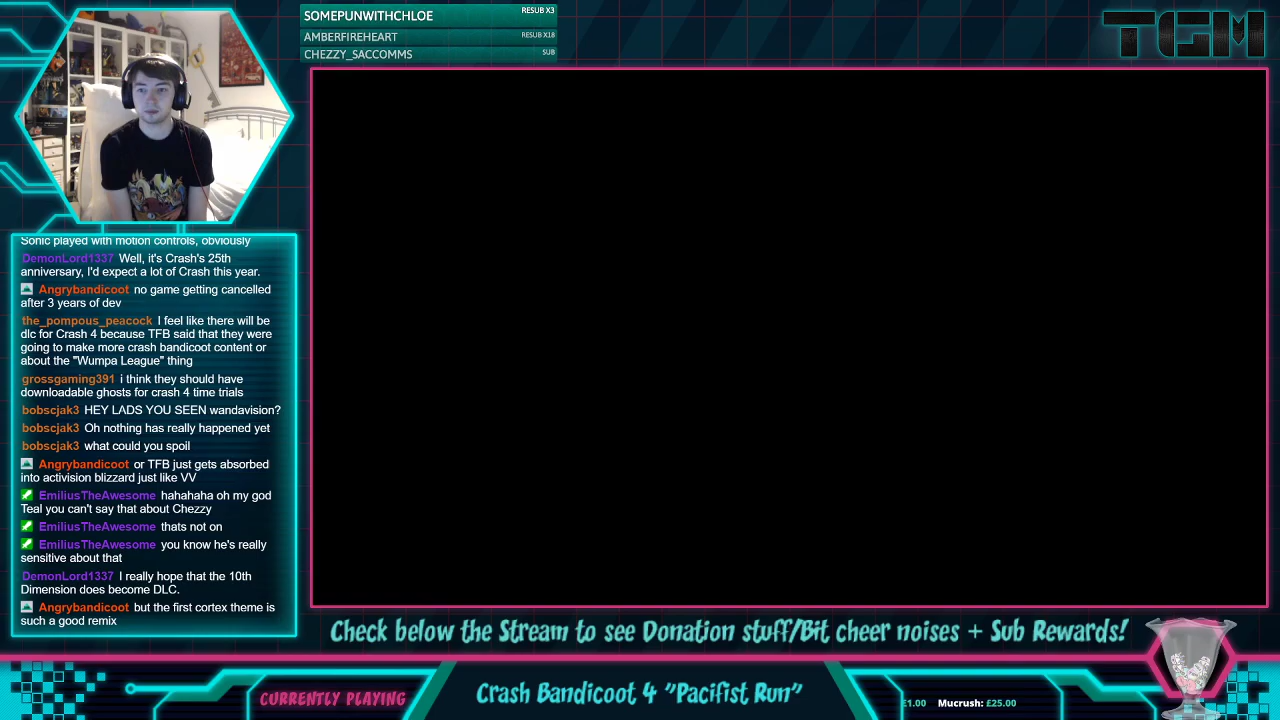 SOMEPUNWITHCHLOE RESUB X3
AMBERFIREHEART RESUB X18
CHEZZY_SACCOMMS SUB
TGM
Sonic played with motion controls, obviously
DemonLord1337 Well, it's Crash's 25th
anniversary, I'd expect a lot of Crash this year.
Angrybandicoot no game getting cancelled
after 3 years of dev
the_pompous_peacock I feel like there will be
dlc for Crash 4 because TFB said that they were
going to make more crash bandicoot content or
about the "Wumpa League" thing
grossgaming391 i think they should have
downloadable ghosts for crash 4 time trials
bobscjak3 HEY LADS YOU SEEN wandavision?
bobscjak3 Oh nothing has really happened yet
bobscjak3 what could you spoil
Angrybandicoot or TFB just gets absorbed
into activision blizzard just like VV
EmiliusTheAwesome hahahaha oh my god
Teal you can't say that about Chezzy
EmiliusTheAwesome thats not on
EmiliusTheAwesome you know he's really
sensitive about that
DemonLord1337 I really hope that the 10th
Dimension does become DLC.
Angrybandicoot but the first cortex theme is
such a good remix
Check below the Stream to see Donation stuff/Bit cheer noises + Sub Rewards!
CURRENTLY PLAYING
Crash Bandicoot 4 "Pacifist Run"
£1.00 Mucrush: £25.00